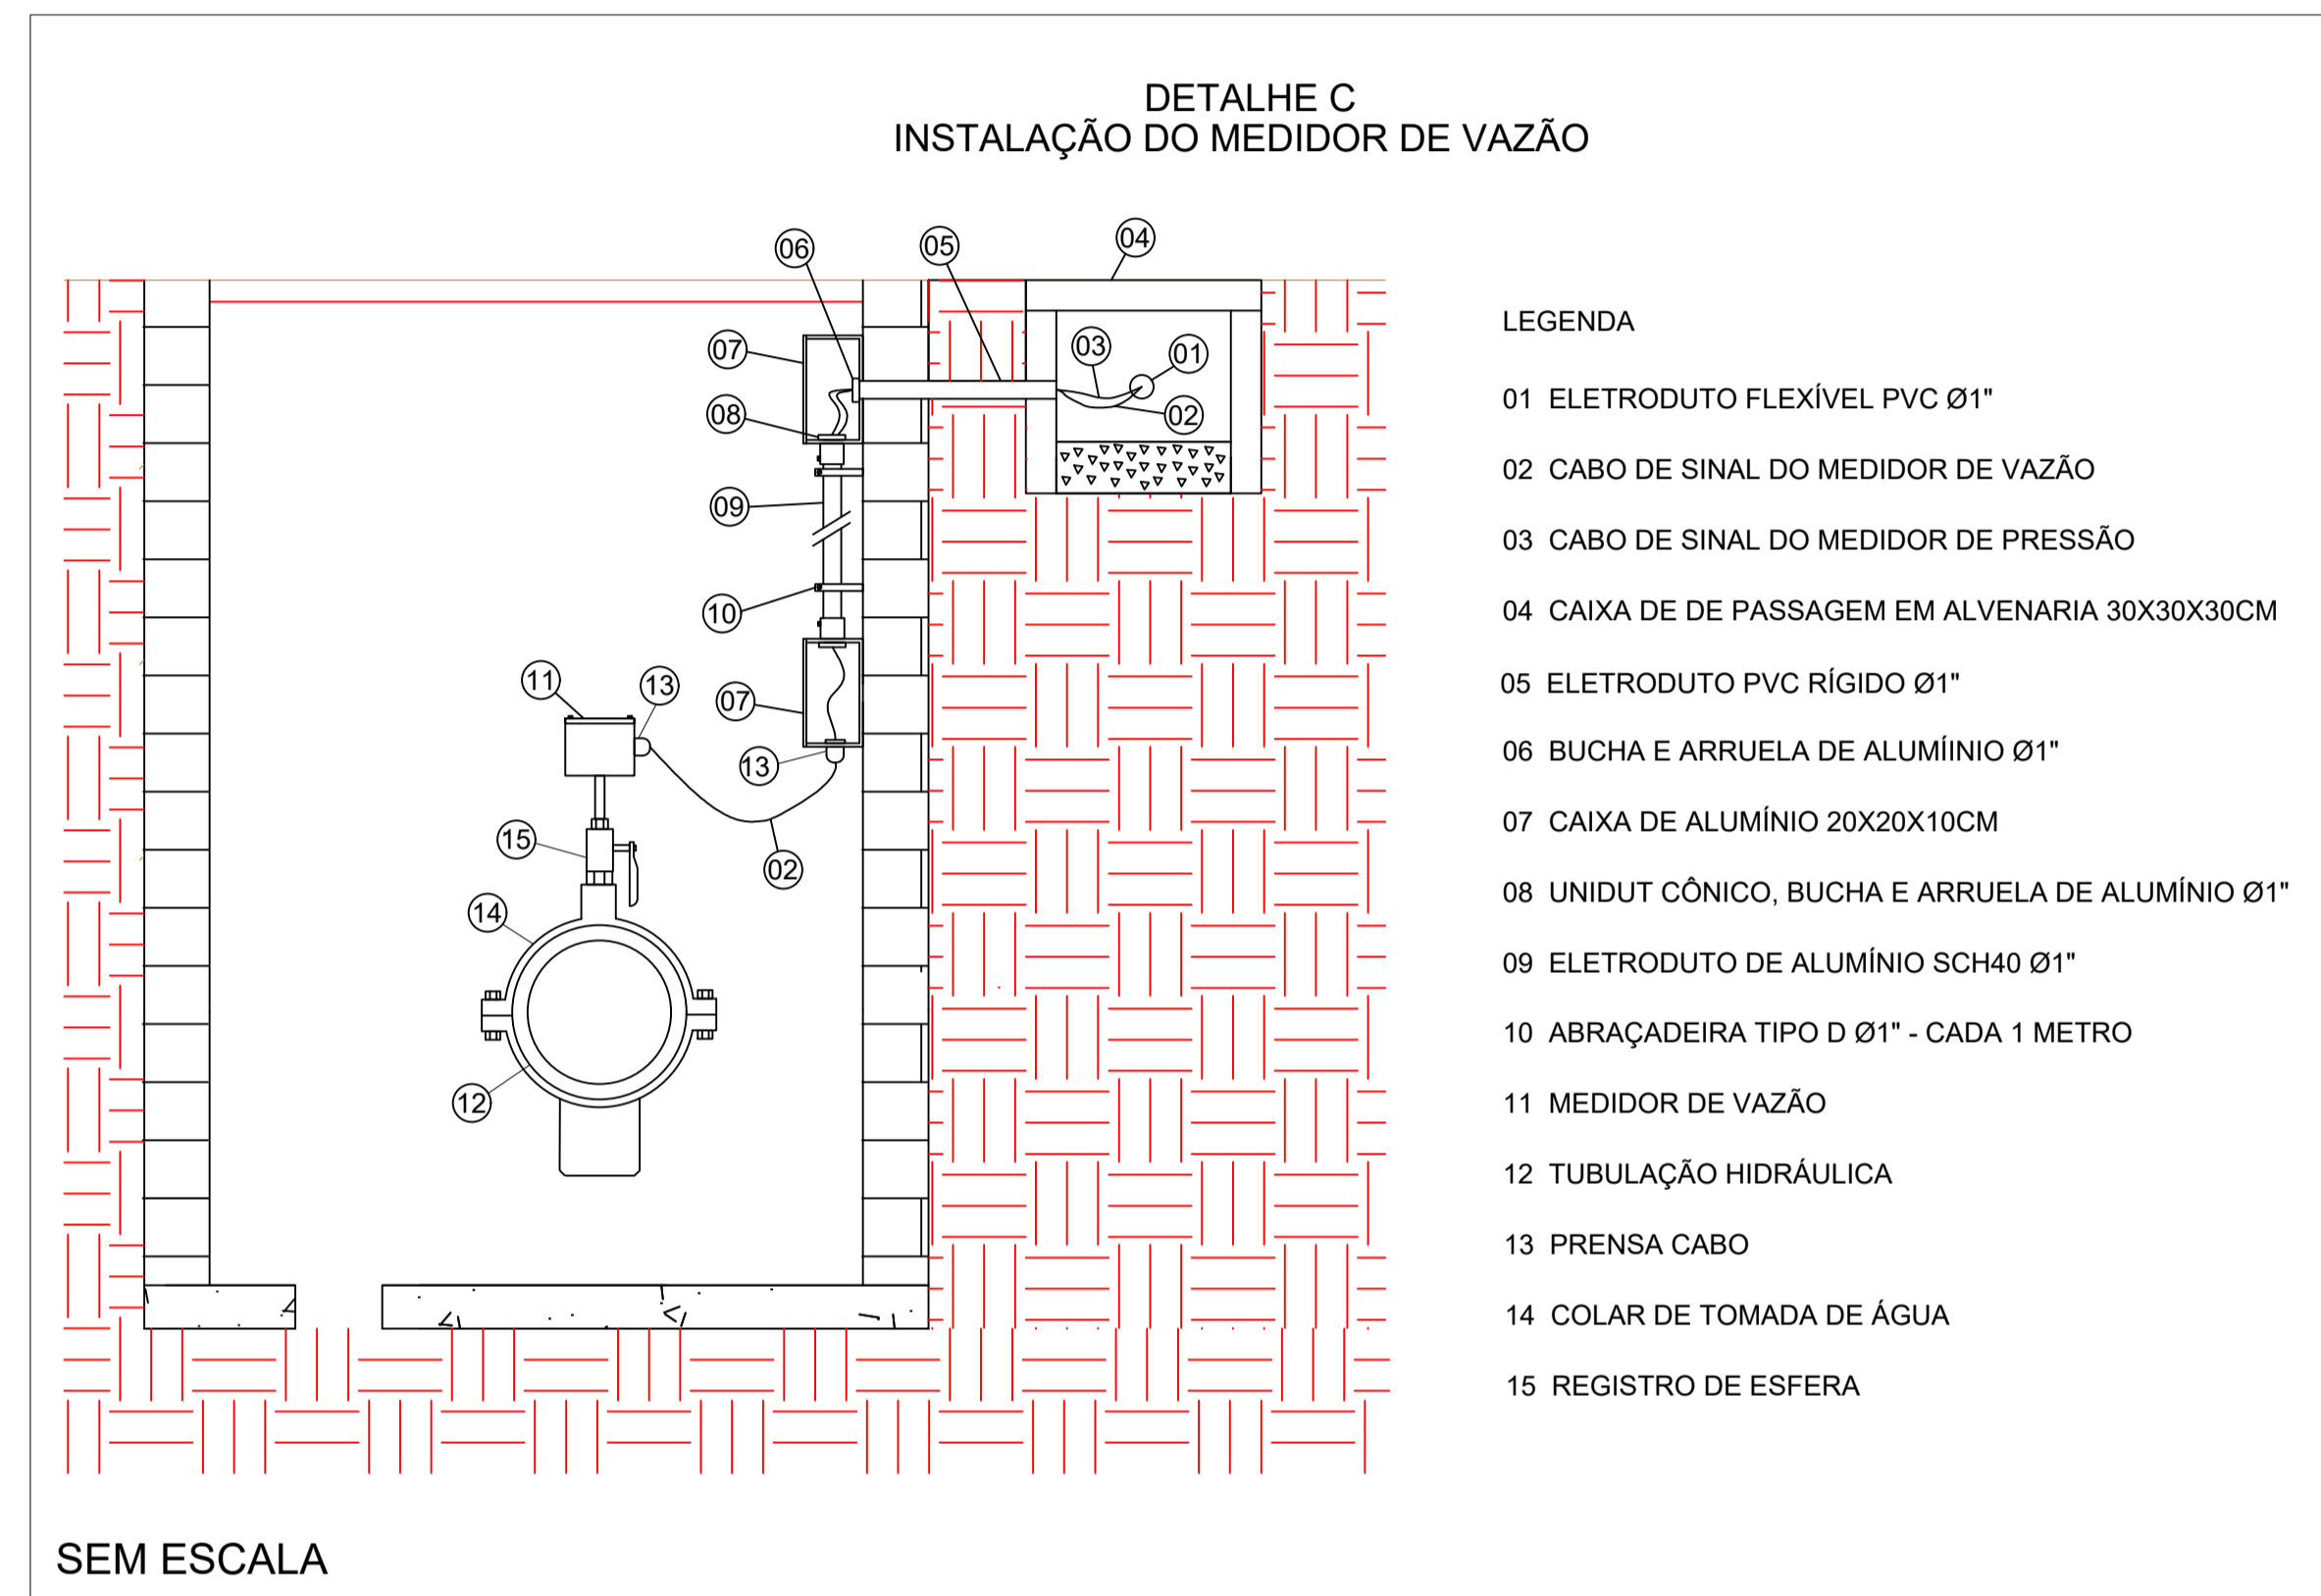 DETALHE C
INSTALAÇÃO DO MEDIDOR DE VAZÃO
06
05
04
07
03
01
08
02
09
10
11
13
07
13
15
02
14
12
LEGENDA
01 ELETRODUTO FLEXÍVEL PVC Ø1"
02 CABO DE SINAL DO MEDIDOR DE VAZÃO
03 CABO DE SINAL DO MEDIDOR DE PRESSÃO
04 CAIXA DE DE PASSAGEM EM ALVENARIA 30X30X30CM
05 ELETRODUTO PVC RÍGIDO Ø1"
06 BUCHA E ARRUELA DE ALUMÍINIO Ø1"
07 CAIXA DE ALUMÍNIO 20X20X10CM
08 UNIDUT CÔNICO, BUCHA E ARRUELA DE ALUMÍNIO Ø1"
09 ELETRODUTO DE ALUMÍNIO SCH40 Ø1"
10 ABRAÇADEIRA TIPO D Ø1" - CADA 1 METRO
11 MEDIDOR DE VAZÃO
12 TUBULAÇÃO HIDRÁULICA
13 PRENSA CABO
14 COLAR DE TOMADA DE ÁGUA
15 REGISTRO DE ESFERA
SEM ESCALA